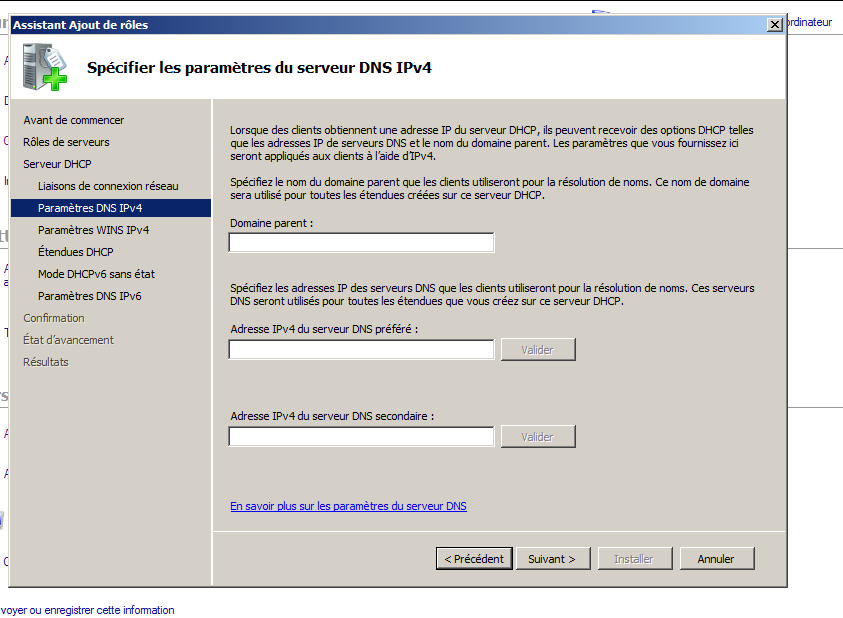 Assistant Ajout de rôles
ordinateur
Spécifier les paramètres du serveur DNS IPv4
Avant de commencer
Rôles de serveurs
Serveur DHCP
Liaisons de connexion réseau
Paramètres DNS IPv4
Paramètres WINS IPv4
Étendues DHCP
Mode DHCPv6 sans état
Paramètres DNS IPv6
Confirmation
État d'avancement
Résultats
Lorsque des clients obtiennent une adresse IP du serveur DHCP, ils peuvent recevoir des options DHCP telles
que les adresses IP de serveurs DNS et le nom du domaine parent. Les paramètres que vous fournissez ici
seront appliqués aux clients à l'aide d'IPv4.
Spécifiez le nom du domaine parent que les clients utiliseront pour la résolution de noms. Ce nom de domaine
sera utilisé pour toutes les étendues créées sur ce serveur DHCP.
Domaine parent :
Spécifiez les adresses IP des serveurs DNS que les clients utiliseront pour la résolution de noms. Ces serveurs
DNS seront utilisés pour toutes les étendues que vous créez sur ce serveur DHCP.
Adresse IPv4 du serveur DNS préféré :
Valider
Adresse IPv4 du serveur DNS secondaire :
Valider
En savoir plus sur les paramètres du serveur DNS
< Précédent
Suivant >
Installer
Annuler
voyer ou enregistrer cette information